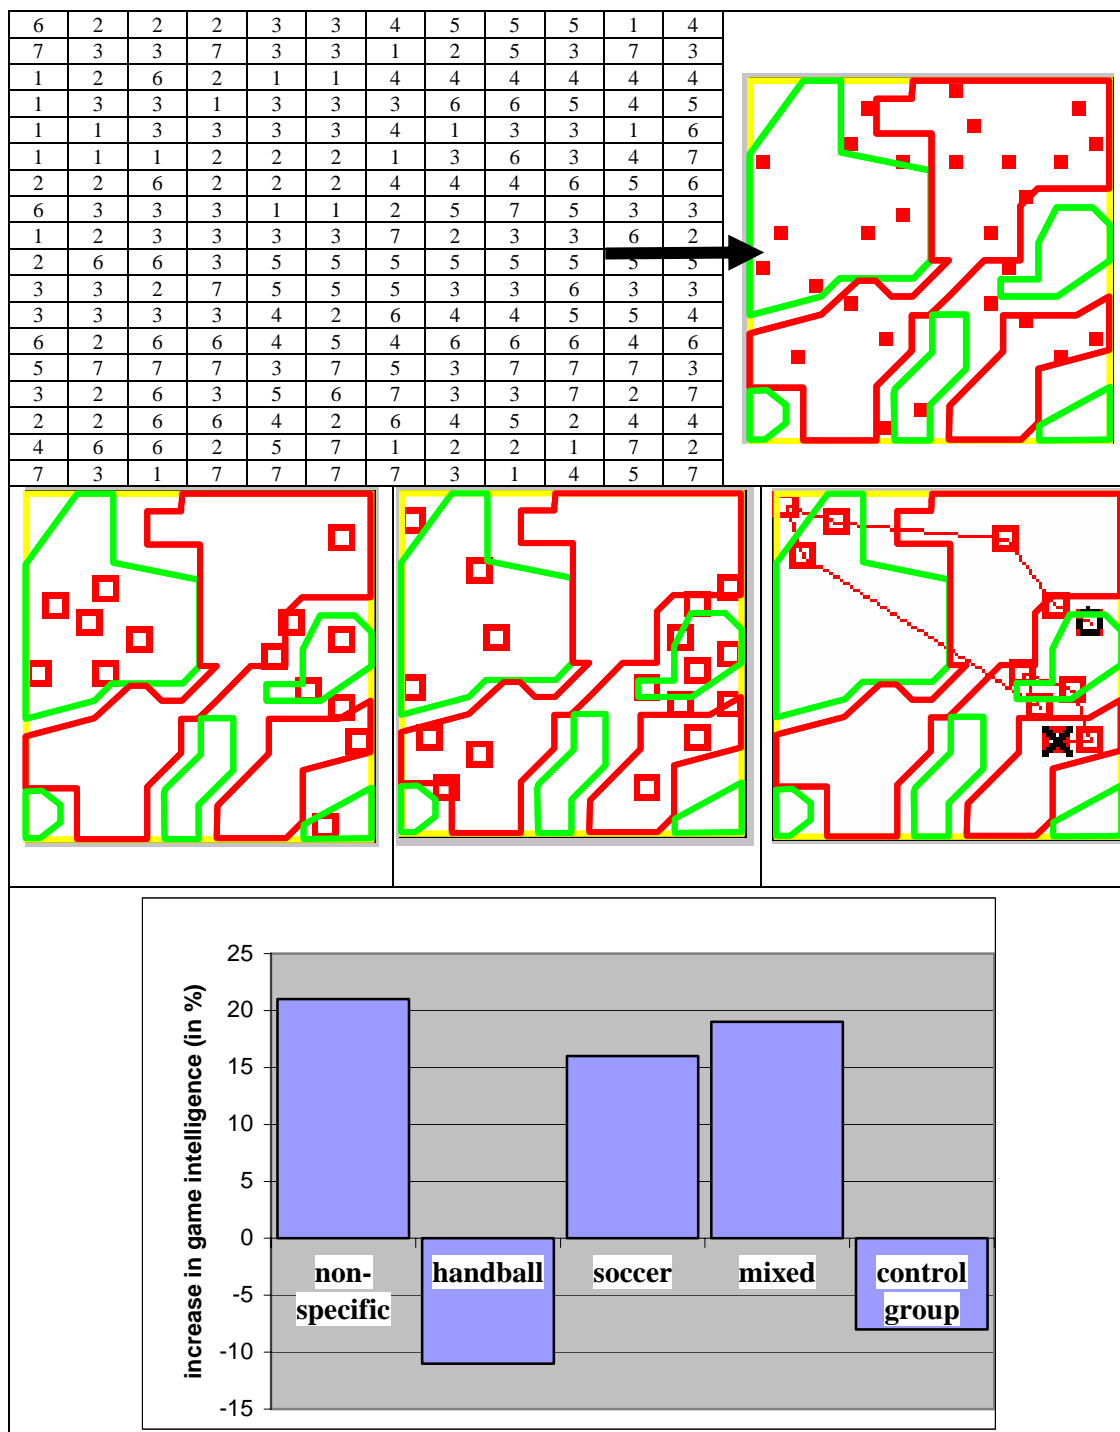 6 2 2 2 3 3 4 5 5 5 1 4
7 3 3 7 3 3 1 2 5 3 7 3
1 2 6 2 1 1 4 4 4 4 4 4
1 3 3 1 3 3 3 6 6 5 4 5
1 1 3 3 3 3 4 1 3 3 1 6
1 1 1 2 2 2 1 3 6 3 4 7
2 2 6 2 2 2 4 4 4 6 5 6
6 3 3 3 1 1 2 5 7 5 3 3
1 2 3 3 3 3 7 2 3 3 6 2
2 6 6 3 5 5 5 5 5 5 5 5
3 3 2 7 5 5 5 3 3 6 3 3
3 3 3 3 4 2 6 4 4 5 5 4
6 2 6 6 4 5 4 6 6 6 4 6
5 7 7 7 3 7 5 3 7 7 7 3
3 2 6 3 5 6 7 3 3 7 2 7
2 2 6 6 4 2 6 4 5 2 4 4
4 6 6 2 5 7 1 2 2 1 7 2
7 3 1 7 7 7 7 3 1 4 5 7
increase in game intelligence (in %)
25
20
15
10
5
0
-5
-10
-15
non-
specific
handball
soccer
mixed
control
group